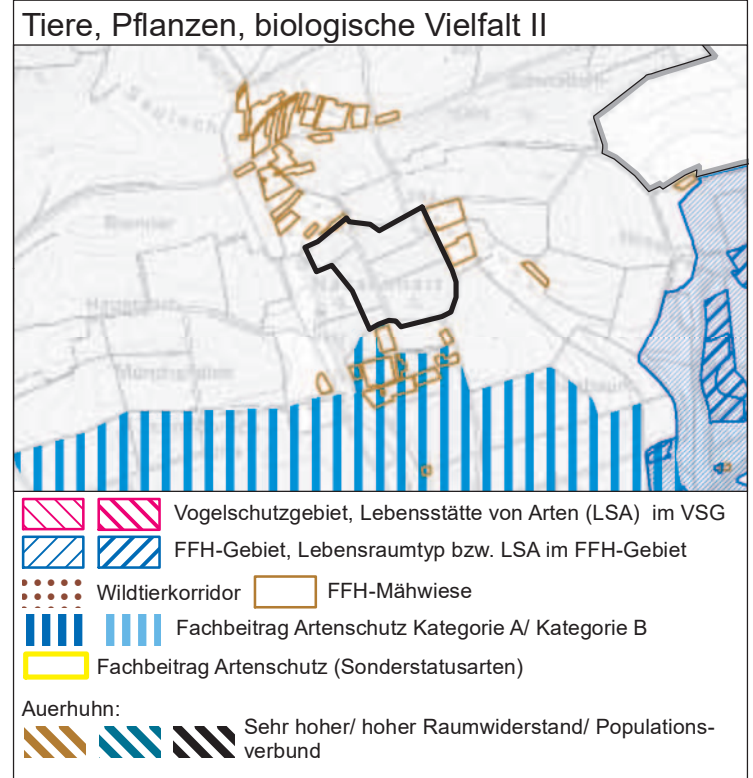 Tiere, Pflanzen, biologische Vielfalt II
Vogelschutzgebiet, Lebensstätte von Arten (LSA) im VSG
FFH-Gebiet, Lebensraumtyp bzw. LSA im FFH-Gebiet
Wildtierkorridor FFH-Mähwiese
Fachbeitrag Artenschutz Kategorie A/ Kategorie B
Fachbeitrag Artenschutz (Sonderstatusarten)
Auerhuhn:
Sehr hoher/ hoher Raumwiderstand/ Populations-
verbund